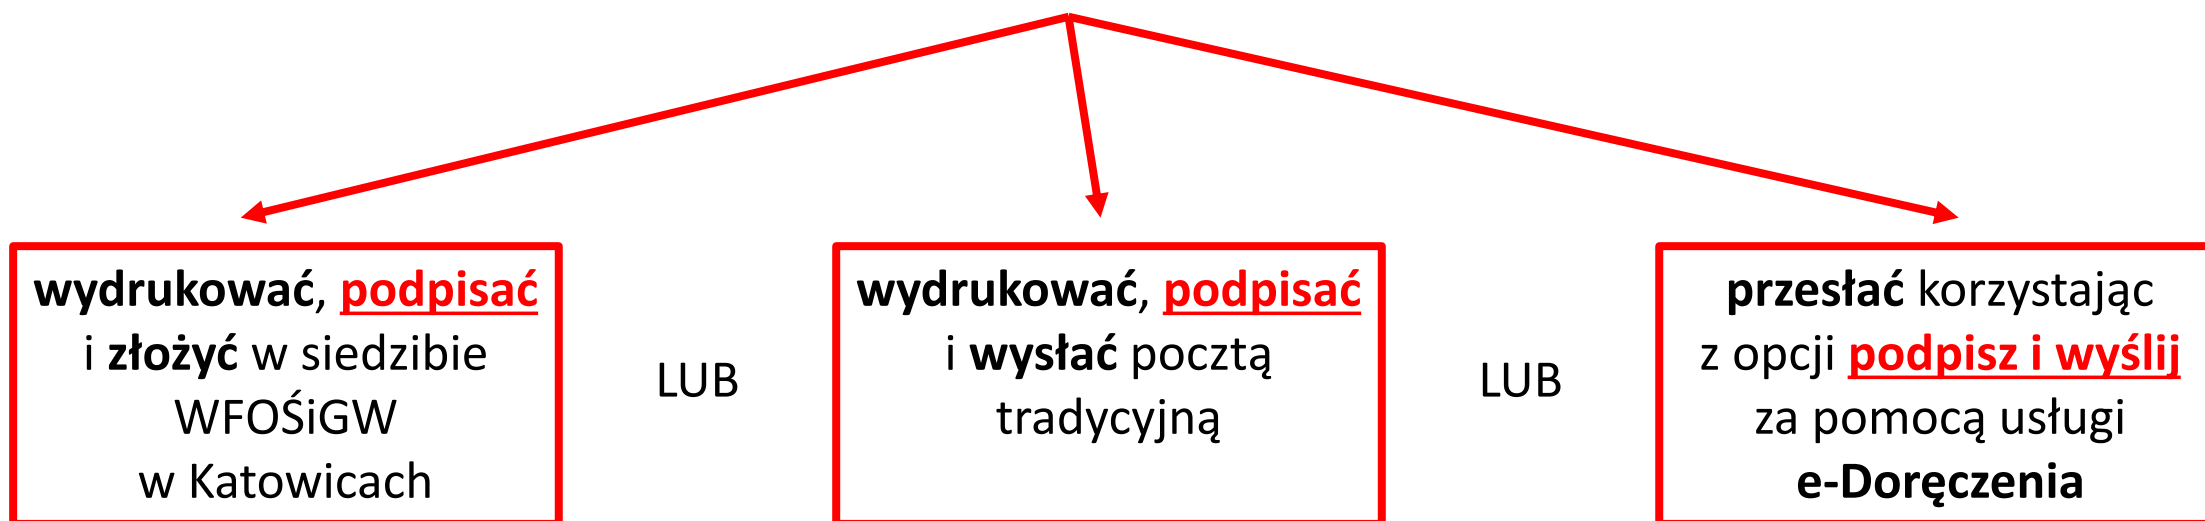 wydrukować, podpisać
i złożyć w siedzibie
WFOŚiGW
w Katowicach
LUB
wydrukować, podpisać
i wysłać pocztą
tradycyjną
LUB
przesłać korzystając
z opcji podpisz i wyślij
za pomocą usługi
e-Doręczenia